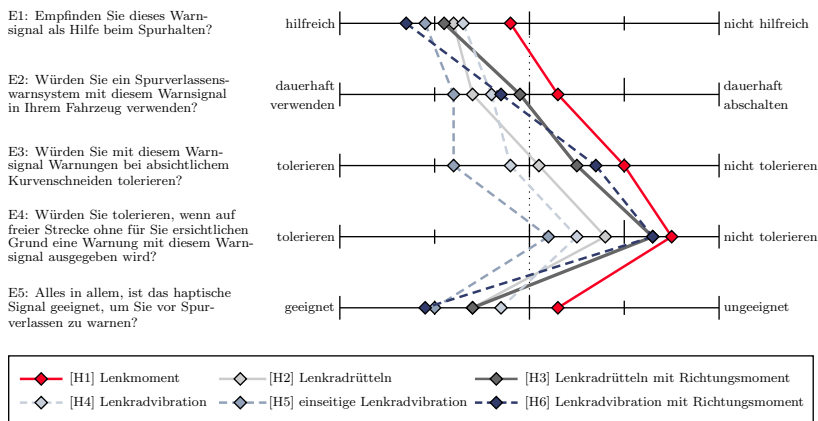 E1: Empfinden Sie dieses Warn-
signal als Hilfe beim Spurhalten?
hilfreich
nicht hilfreich
E2: Würden Sie ein Spurverlassens-
warnsystem mit diesem Warnsignal
in Ihrem Fahrzeug verwenden?
dauerhaft
verwenden
dauerhaft
abschalten
E3: Würden Sie mit diesem Warn-
signal Warnungen bei absichtlichem
Kurvenschneiden tolerieren?
tolerieren
nicht tolerieren
E4: Würden Sie tolerieren, wenn auf
freier Strecke ohne für Sie ersichtlichen
Grund eine Warnung mit diesem Warn-
signal ausgegeben wird?
tolerieren
nicht tolerieren
E5: Alles in allem, ist das haptische
Signal geeignet, um Sie vor Spur-
verlassen zu warnen?
geeignet
ungeeignet
[H1] Lenkmoment
[H2] Lenkradrütteln
[H3] Lenkradrütteln mit Richtungsmoment
[H4] Lenkradvibration
[H5] einseitige Lenkradvibration
[H6] Lenkradvibration mit Richtungsmoment